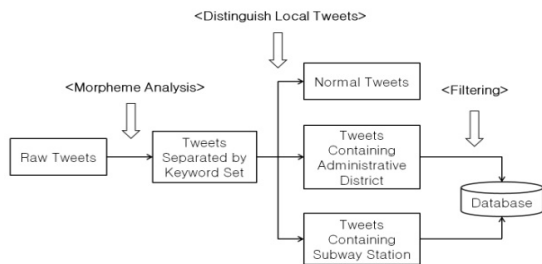 <Distinguish Local Tweets>
<Morpheme Analysis>
<Filtering>
Raw Tweets
Tweets
Separated by
Keyword Set
Normal Tweets
Tweets
Containing
Administrative
District
Tweets
Containing
Subway Station
Database